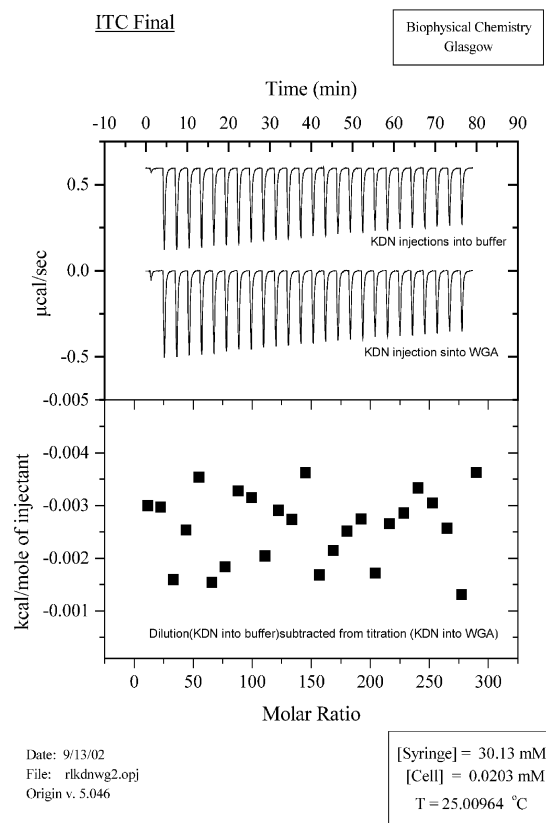 ITC Final
Biophysical Chemistry
Glasgow
Time (min)
-10 0 10 20 30 40 50 60 70 80 90
0.5
KDN injections into buffer
0.0
µcal/sec
-0.5
KDN injection sinto WGA
-0.005
-0.004
-0.003
-0.002
-0.001
kcal/mole of injectant
Dilution(KDN into buffer)subtracted from titration (KDN into WGA)
0 50 100 150 200 250 300
Molar Ratio
Date: 9/13/02
File: rlkdnwg2.opj
Origin v. 5.046
[Syringe] = 30.13 mM
[Cell] = 0.0203 mM
T = 25.00964 °C